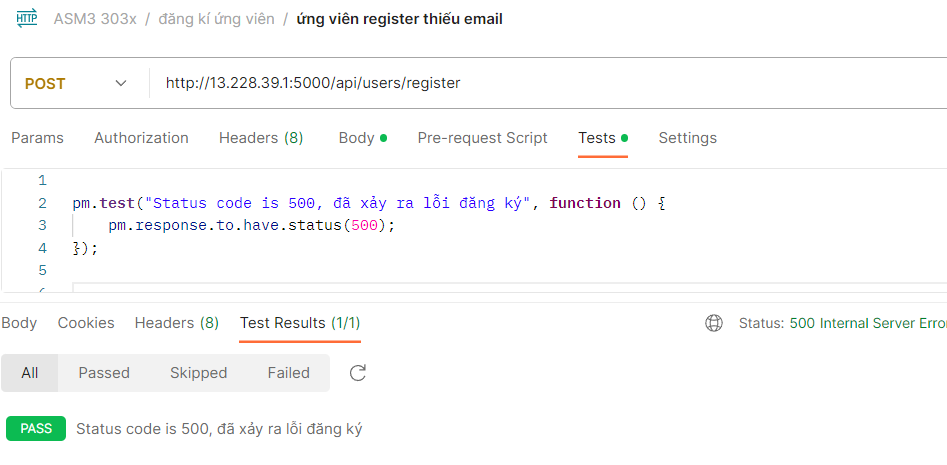 HTTP ASM3 303x / đăng kí ứng viên / ứng viên register thiếu email
POST http://13.228.39.1:5000/api/users/register
Params Authorization Headers (8) Body Pre-request Script Tests Settings
1
2 pm.test("Status code is 500, đã xảy ra lỗi đăng ký", function () {
3 pm.response.to.have.status(500);
4 });
5
Body Cookies Headers (8) Test Results (1/1) Status: 500 Internal Server Erro
All Passed Skipped Failed
PASS Status code is 500, đã xảy ra lỗi đăng ký